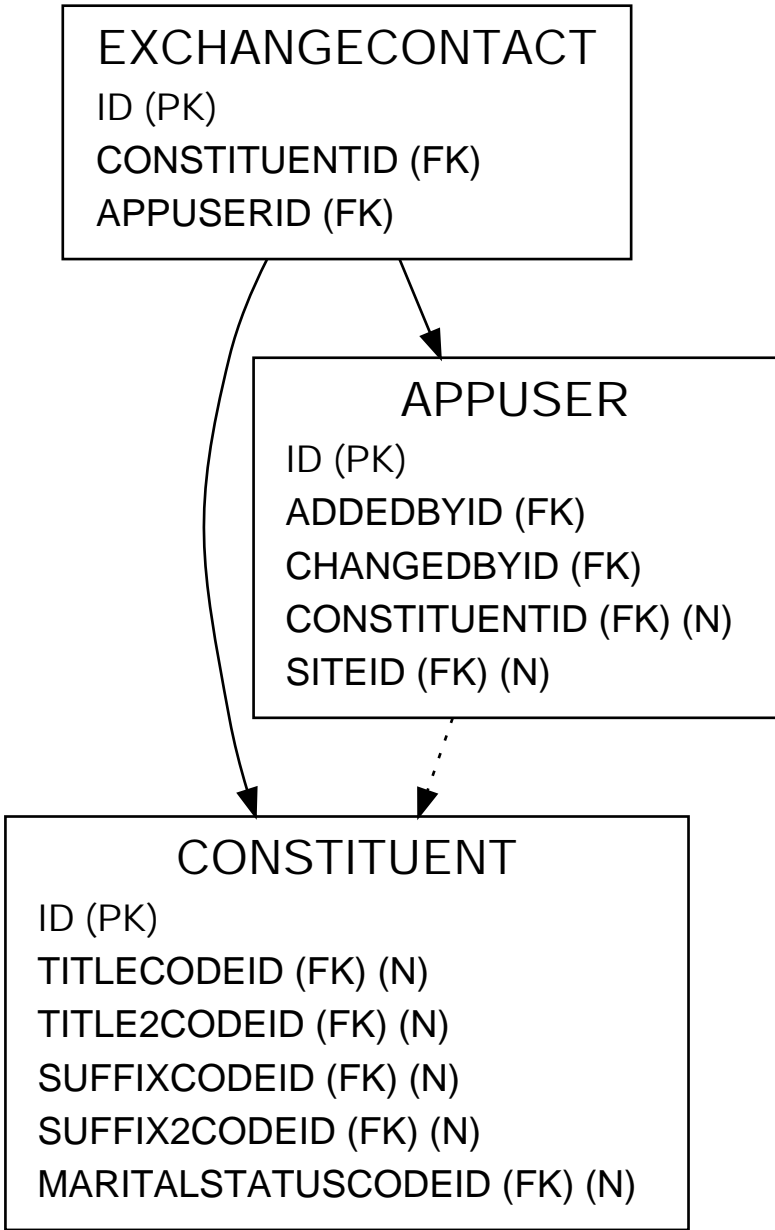 EXCHANGECONTACT
ID (PK)
CONSTITUENTID (FK)
APPUSERID (FK)
APPUSER
ID (PK)
ADDEDBYID (FK)
CHANGEDBYID (FK)
CONSTITUENTID (FK) (N)
SITEID (FK) (N)
CONSTITUENT
ID (PK)
TITLECODEID (FK) (N)
TITLE2CODEID (FK) (N)
SUFFIXCODEID (FK) (N)
SUFFIX2CODEID (FK) (N)
MARITALSTATUSCODEID (FK) (N)